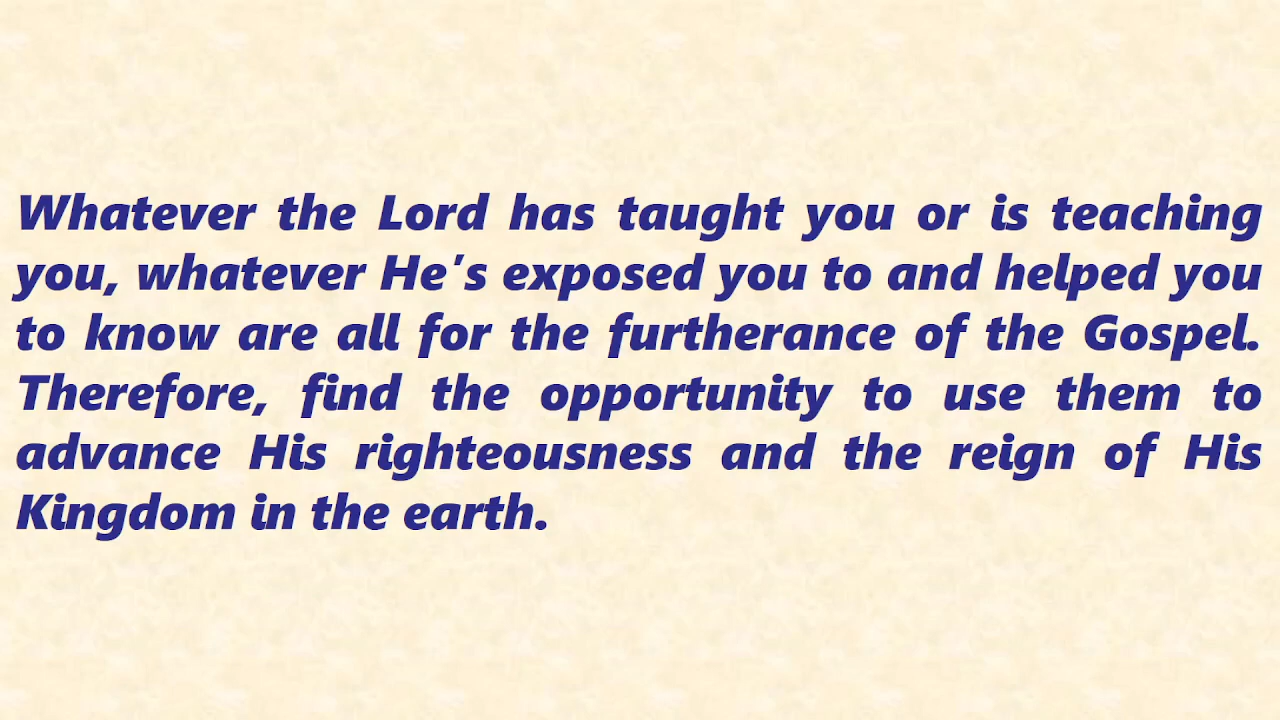 Whatever the Lord has taught you or is teaching
you, whatever He's exposed you to and helped you
to know are all for the furtherance of the Gospel.
Therefore, find the opportunity to use them to
advance His righteousness and the reign of His
Kingdom in the earth.